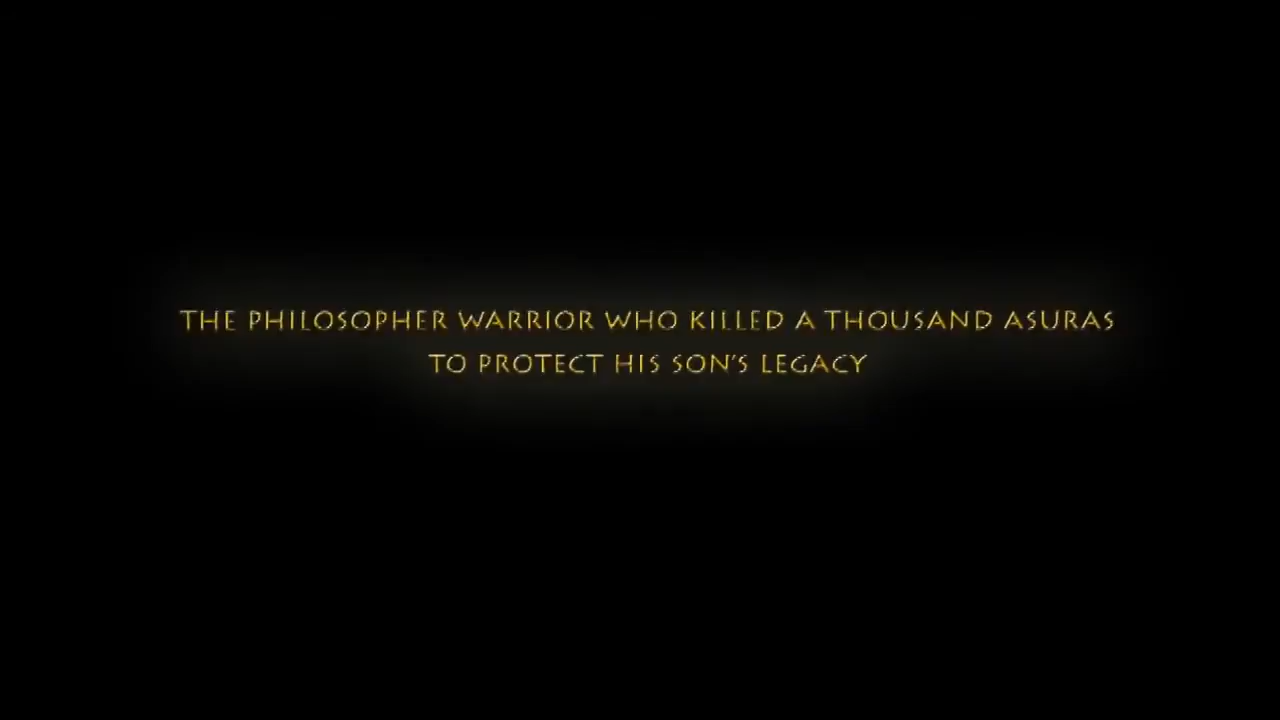 THE PHILOSOPHER WARRIOR WHO KILLED A THOUSAND ASURAS
TO PROTECT HIS SON'S LEGACY